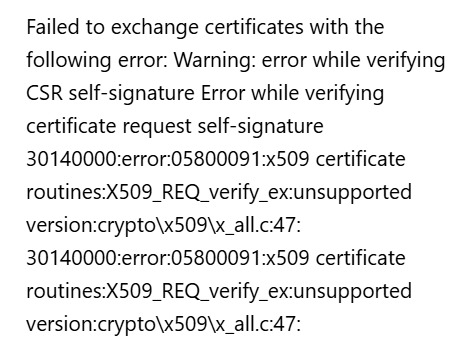 Failed to exchange certificates with the
following error: Warning: error while verifying
CSR self-signature Error while verifying
certificate request self-signature
30140000:error:05800091:x509 certificate
routines:X509_REQ_verify_ex:unsupported
version:crypto\x509\x_all.c:47:
30140000:error:05800091:x509 certificate
routines:X509_REQ_verify_ex:unsupported
version:crypto\x509\x_all.c:47: